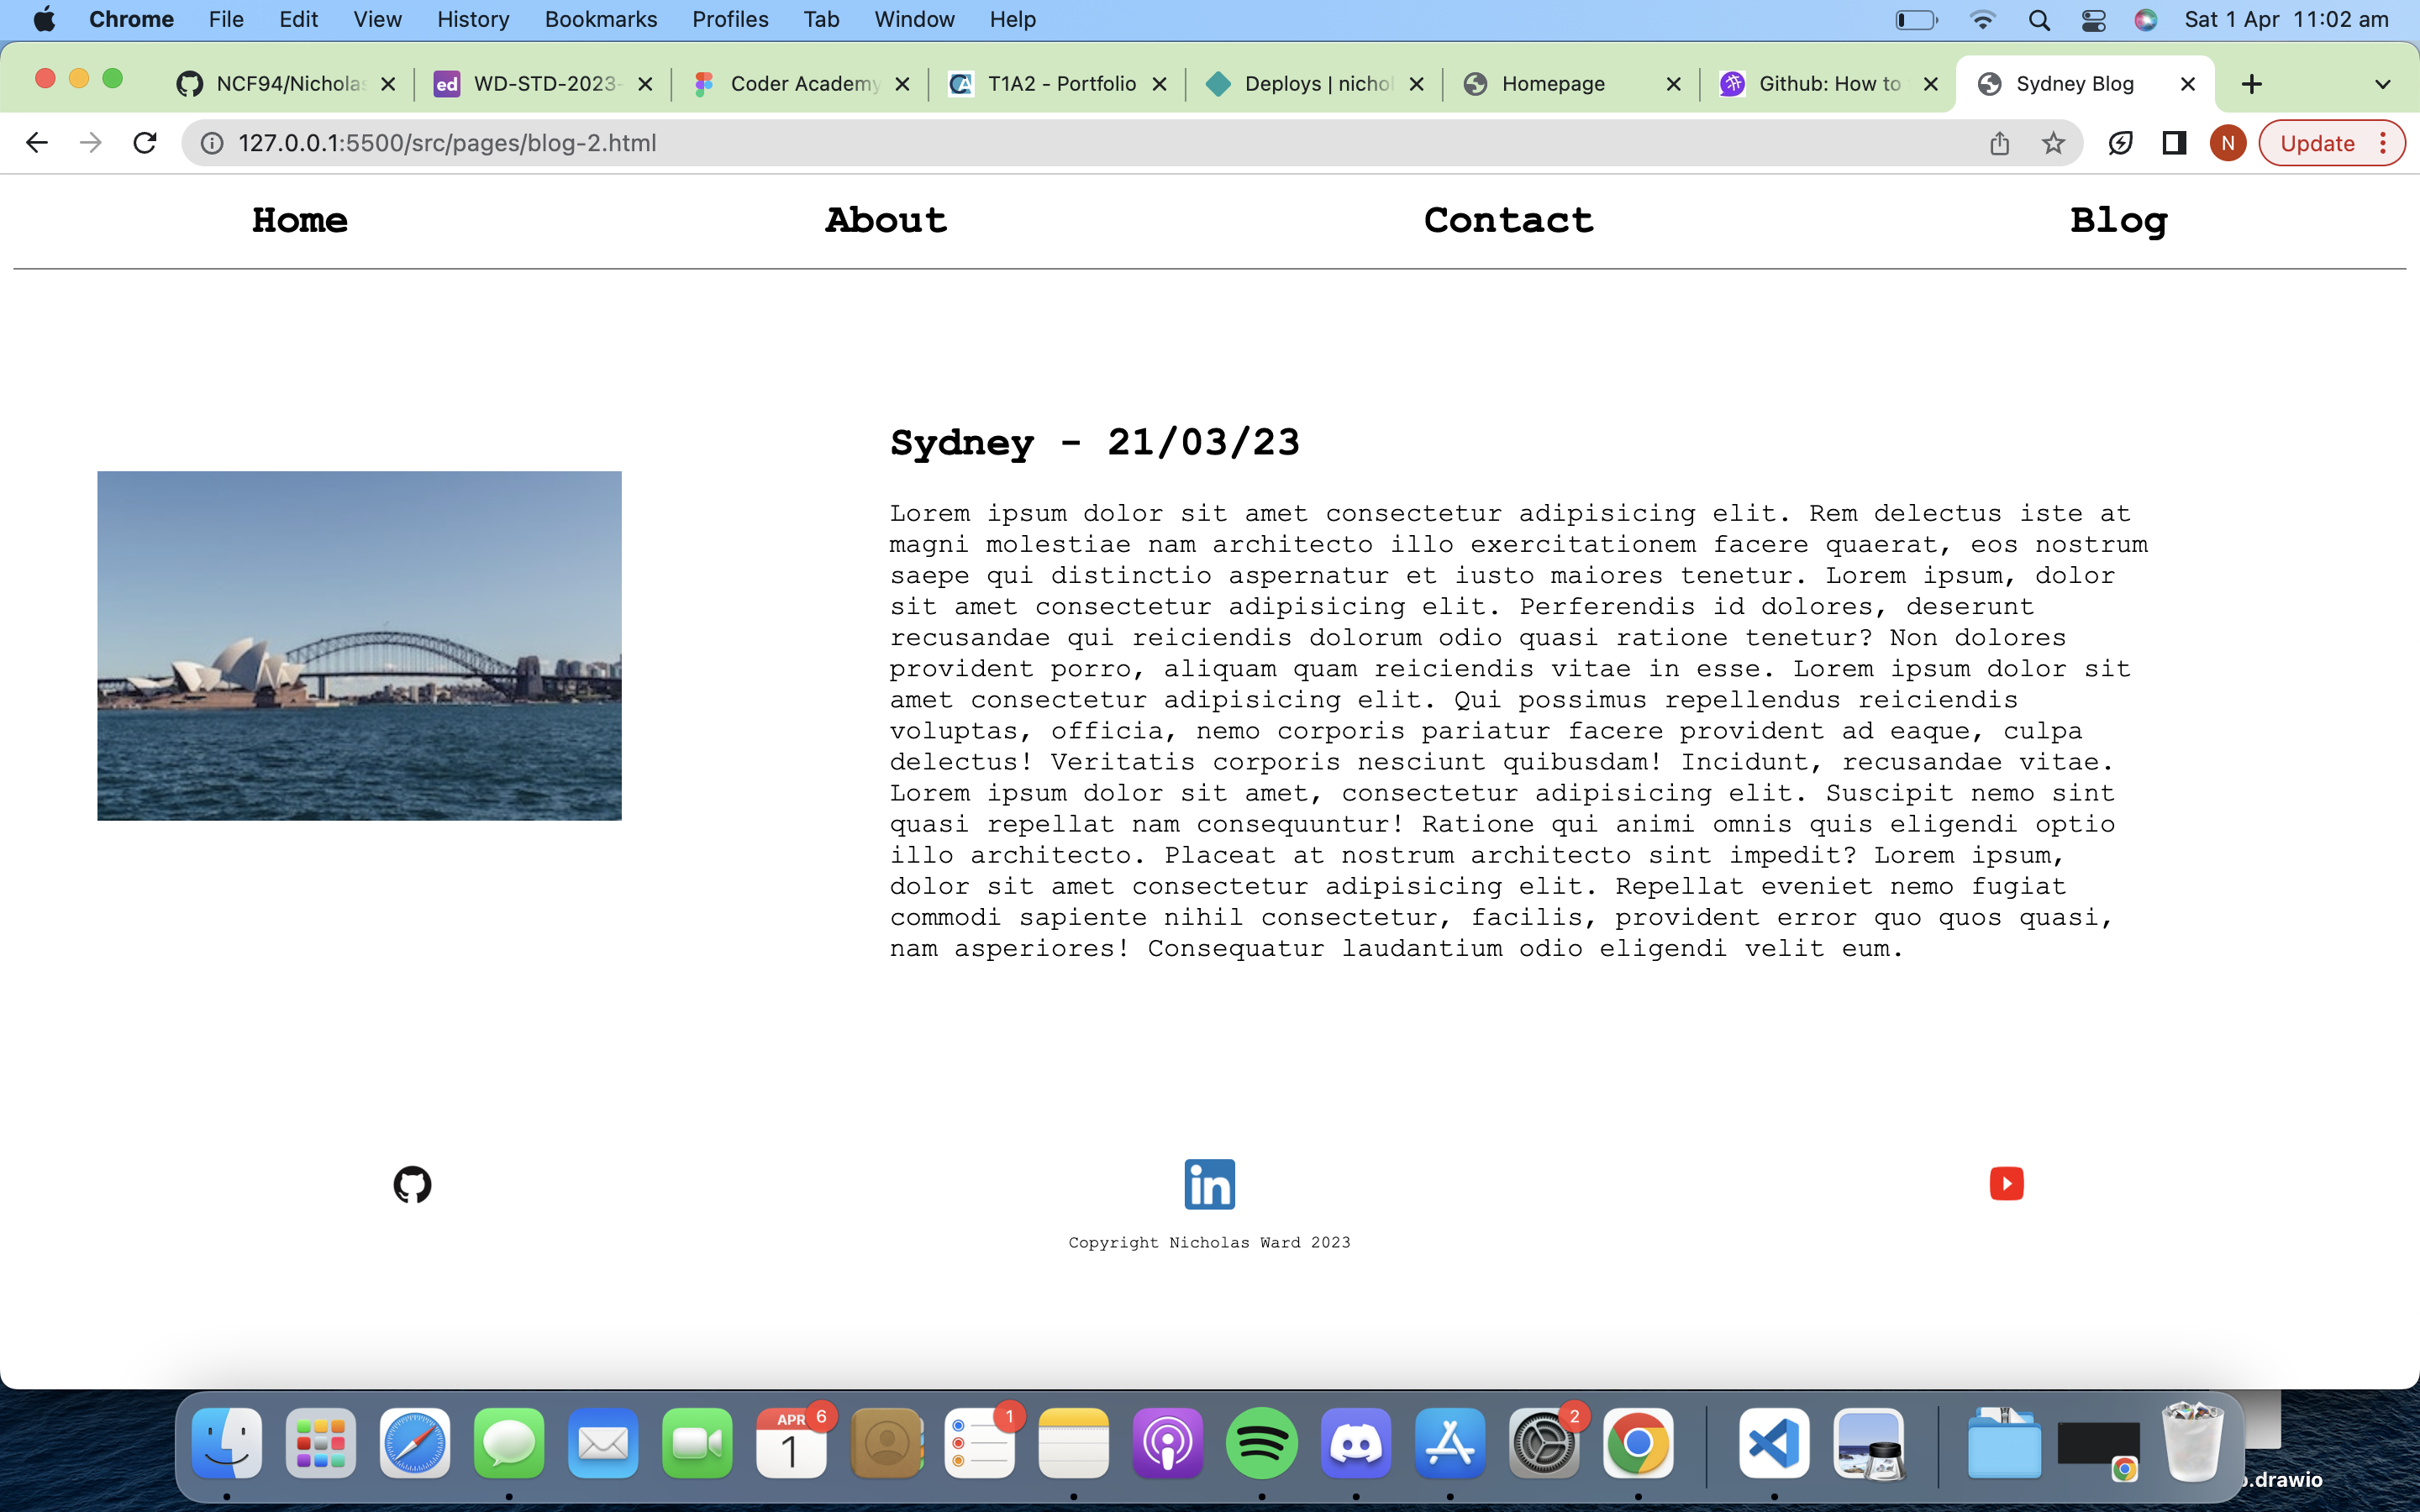 Chrome File Edit View History Bookmarks Profiles Tab Window Help Sat 1 Apr 11:02 am
NCF94/Nicholas ed WD-STD-2023- Coder Academy CA T1A2 - Portfolio Deploys | nichol Homepage Github: How to Sydney Blog
127.0.0.1:5500/src/pages/blog-2.html N Update
Home About Contact Blog
Sydney - 21/03/23
Lorem ipsum dolor sit amet consectetur adipisicing elit. Rem delectus iste at
magni molestiae nam architecto illo exercitationem facere quaerat, eos nostrum
saepe qui distinctio aspernatur et iusto maiores tenetur. Lorem ipsum, dolor
sit amet consectetur adipisicing elit. Perferendis id dolores, deserunt
recusandae qui reiciendis dolorum odio quasi ratione tenetur? Non dolores
provident porro, aliquam quam reiciendis vitae in esse. Lorem ipsum dolor sit
amet consectetur adipisicing elit. Qui possimus repellendus reiciendis
voluptas, officia, nemo corporis pariatur facere provident ad eaque, culpa
delectus! Veritatis corporis nesciunt quibusdam! Incidunt, recusandae vitae.
Lorem ipsum dolor sit amet, consectetur adipisicing elit. Suscipit nemo sint
quasi repellat nam consequuntur! Ratione qui animi omnis quis eligendi optio
illo architecto. Placeat at nostrum architecto sint impedit? Lorem ipsum,
dolor sit amet consectetur adipisicing elit. Repellat eveniet nemo fugiat
commodi sapiente nihil consectetur, facilis, provident error quo quos quasi,
nam asperiores! Consequatur laudantium odio eligendi velit eum.
in
Copyright Nicholas Ward 2023
APR 6 1 2
1
.drawio